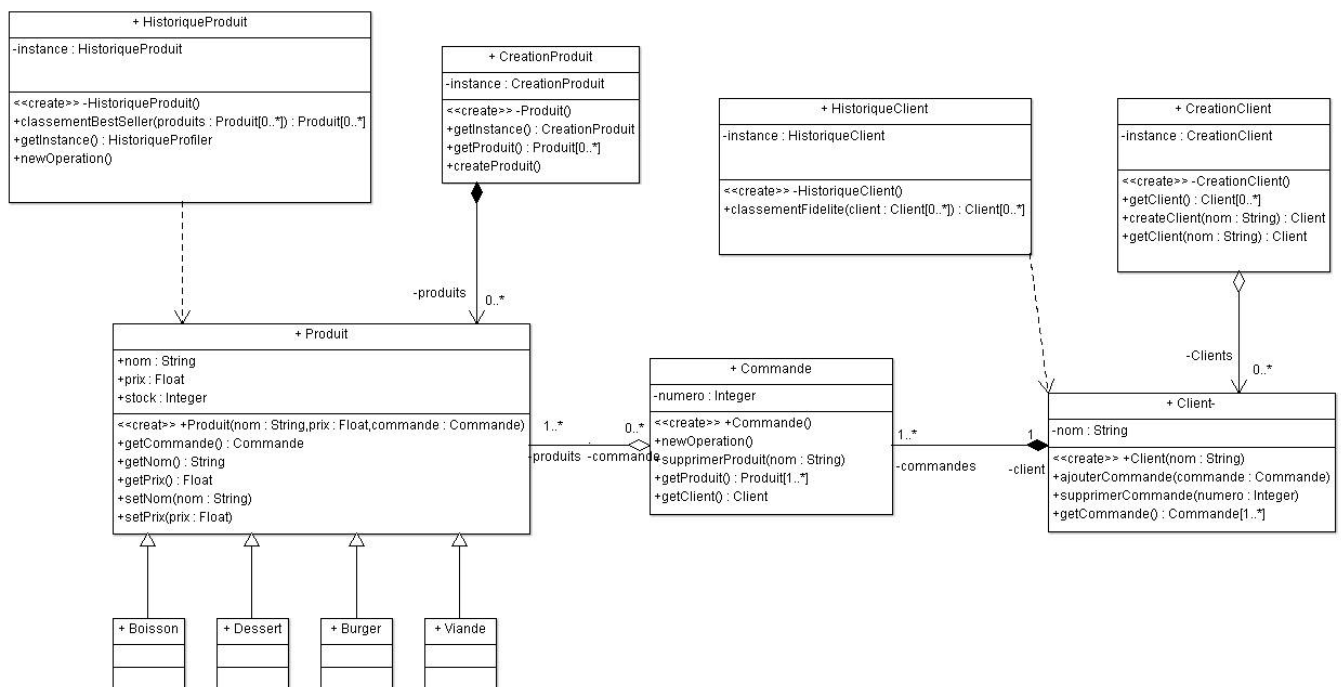 + HistoriqueProduit
-instance : HistoriqueProduit
<<create>> -HistoriqueProduit()
+classementBestSeller(produits : Produit[0..*]) : Produit[0..*]
+getInstance() : HistoriqueProfiler
+newOperation()
+ CreationProduit
-instance : CreationProduit
<<create>> -Produit()
+getInstance() : CreationProduit
+getProduit() : Produit[0..*]
+createProduit()
+ HistoriqueClient
-instance : HistoriqueClient
<<create>> -HistoriqueClient()
+classementFidelite(client : Client[0..*]) : Client[0..*]
+ CreationClient
-instance : CreationClient
<<create>> -CreationClient()
+getClient() : Client[0..*]
+createClient(nom : String) : Client
+getClient(nom : String) : Client
-produits
0..*
-Clients
0..*
+ Produit
+nom : String
+prix : Float
+stock : Integer
<<creat>> +Produit(nom : String,prix : Float,commande : Commande)
+getCommande() : Commande
+getNom() : String
+getPrix() : Float
+setNom(nom : String)
+setPrix(prix : Float)
1..*
-produits
0..*
-commande
+ Commande
-numero : Integer
<<create>> +Commande()
+newOperation()
+supprimerProduit(nom : String)
+getProduit() : Produit[1..*]
+getClient() : Client
1..*
-commandes
1
-client
+ Client-
-nom : String
<<create>> +Client(nom : String)
+ajouterCommande(commande : Commande)
+supprimerCommande(numero : Integer)
+getCommande() : Commande[1..*]
+ Boisson
+ Dessert
+ Burger
+ Viande